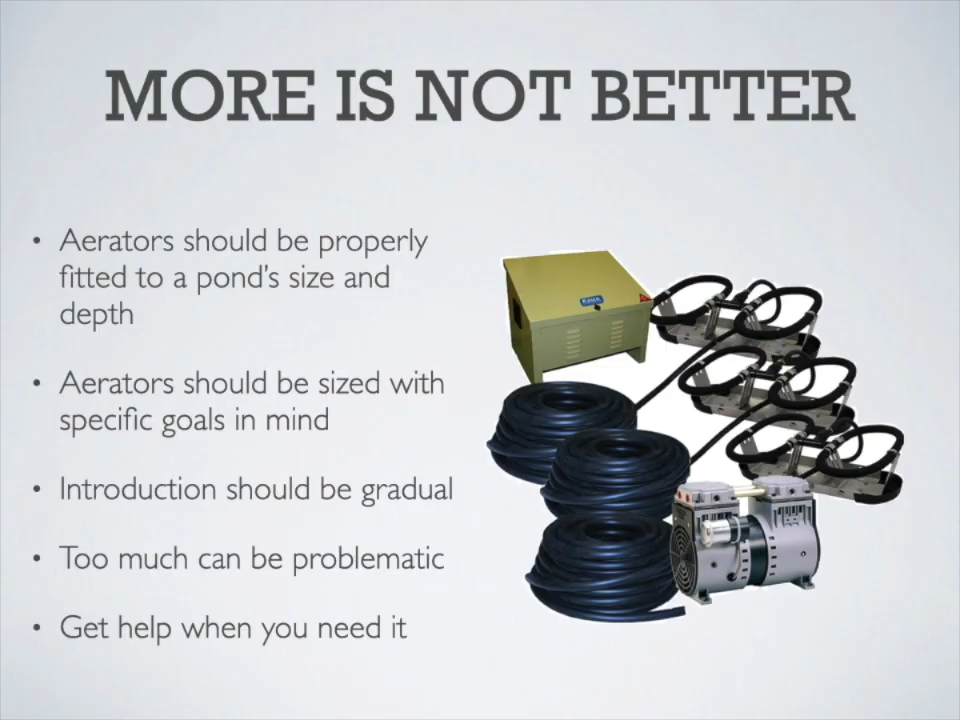 MORE IS NOT BETTER
• Aerators should be properly
fitted to a pond's size and
depth
• Aerators should be sized with
specific goals in mind
• Introduction should be gradual
• Too much can be problematic
• Get help when you need it